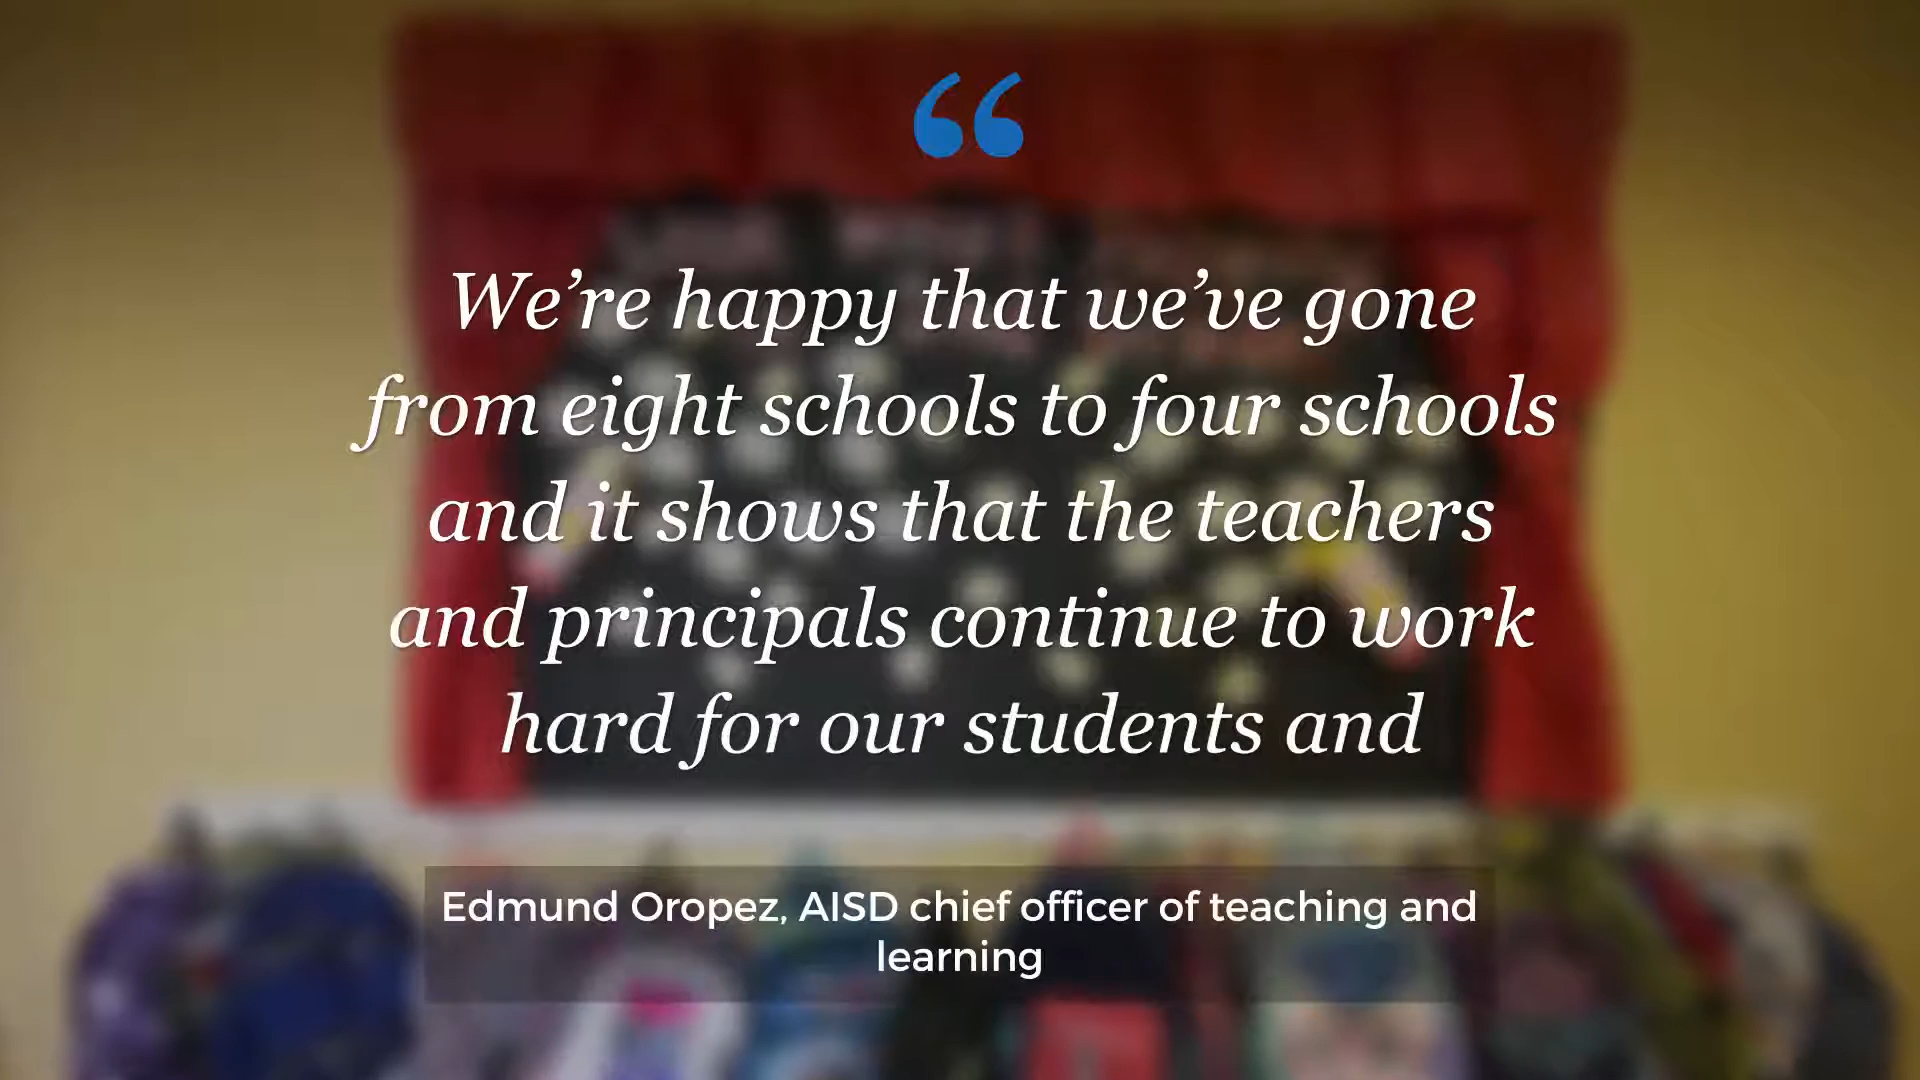 “
We’re happy that we’ve gone
from eight schools to four schools
and it shows that the teachers
and principals continue to work
hard for our students and
Edmund Oropez, AISD chief officer of teaching and
learning